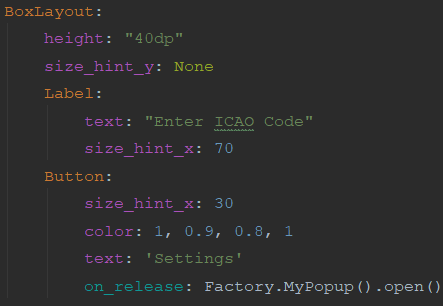 BoxLayout:
height: "40dp"
size_hint_y: None
Label:
text: "Enter ICAO Code"
size_hint_x: 70
Button:
size_hint_x: 30
color: 1, 0.9, 0.8, 1
text: 'Settings'
on_release: Factory.MyPopup().open()